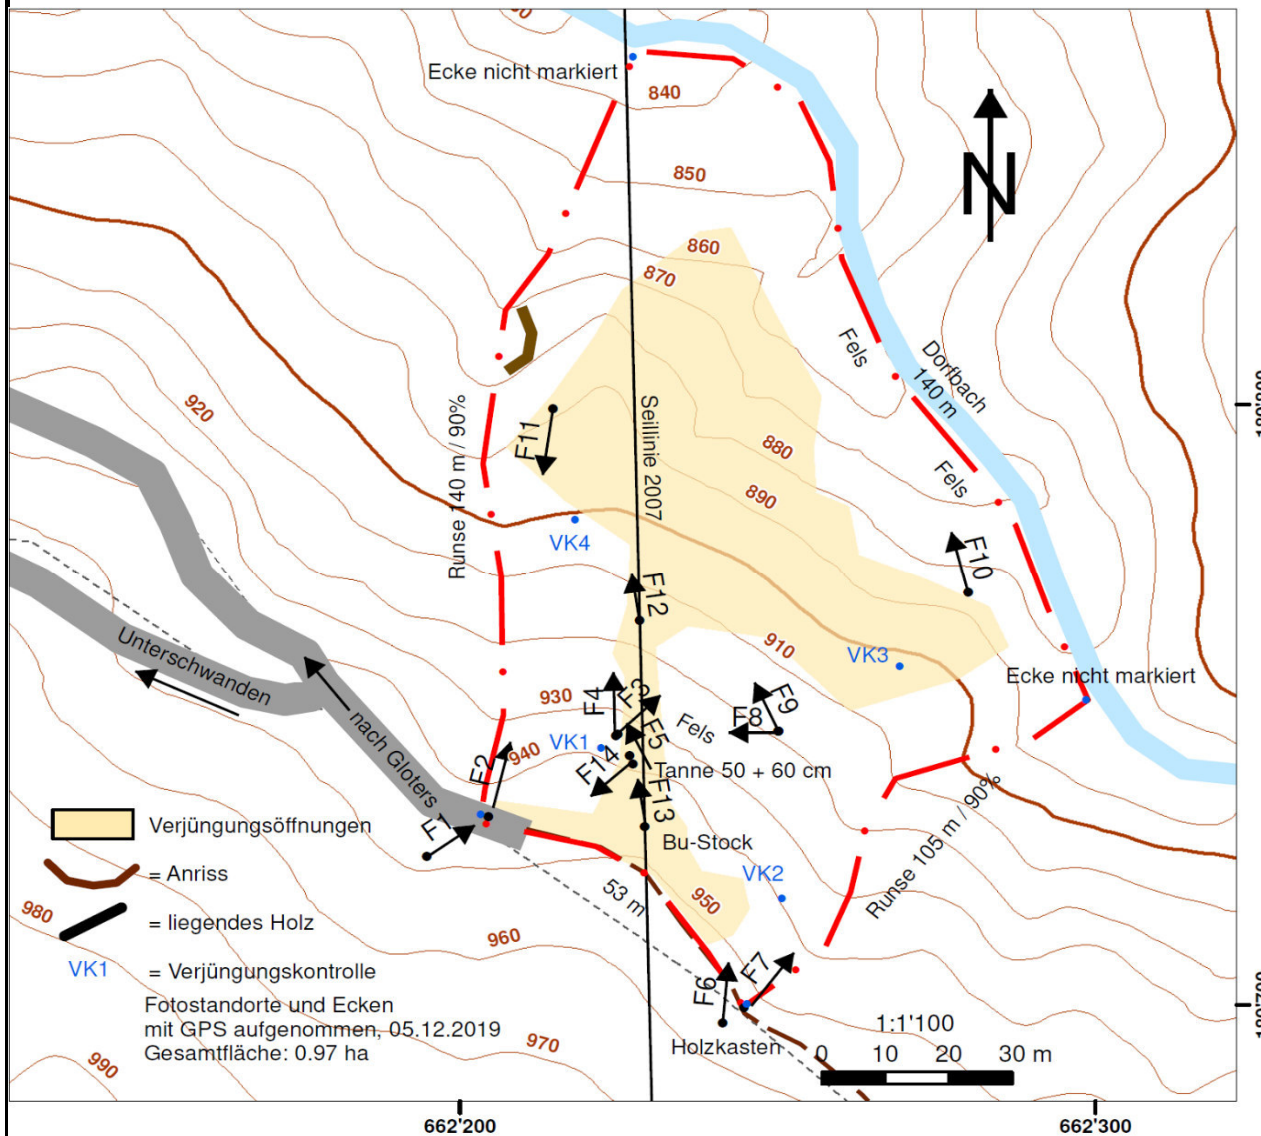 Ecke nicht markiert
840
N
850
860
870
Fels
Dorfbach
140 m
920
Runse 140 m / 90%
F11
Seillinie 2007
880
890
Fels
VK4
F10
F12
910
VK3
Unterschwanden
Ecke nicht markiert
930
F4
F3
F9
F8
nach Gloters
VK1
F5
Fels
940
F2
F14
Tanne 50 + 60 cm
F13
F1
Bu-Stock
Runse 105 m / 90%
Verjüngungsöffnungen
= Anriss
VK2
53 m
950
980
= liegendes Holz
960
VK1
= Verjüngungskontrolle
F7
F6
Fotostandorte und Ecken
mit GPS aufgenommen, 05.12.2019
Gesamtfläche: 0.97 ha
1:1'100
970
Holzkasten
990
0 10 20 30 m
662'200
662'300